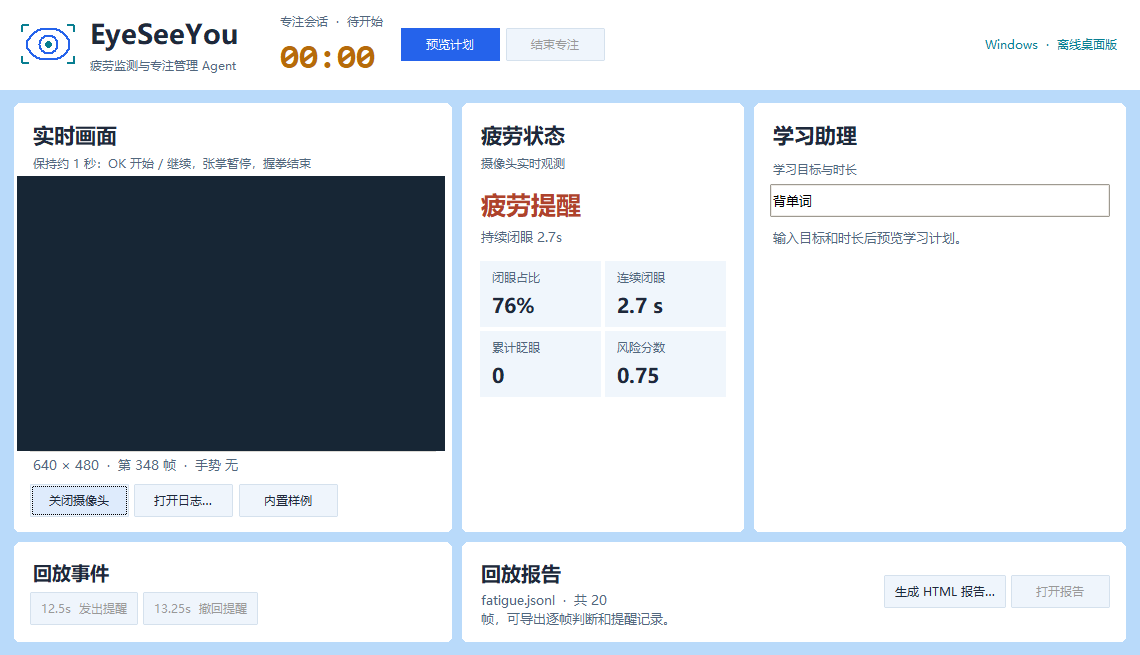 EyeSeeYou
疲劳监测与专注管理 Agent
专注会话 · 待开始
00:00
预览计划
结束专注
Windows · 离线桌面版
实时画面
保持约 1 秒：OK 开始 / 继续，张掌暂停，握拳结束
640 × 480 · 第 348 帧 · 手势 无
关闭摄像头
打开日志...
内置样例
疲劳状态
摄像头实时观测
疲劳提醒
持续闭眼 2.7s
闭眼占比
76%
连续闭眼
2.7 s
累计眨眼
0
风险分数
0.75
学习助理
学习目标与时长
背单词
输入目标和时长后预览学习计划。
回放事件
12.5s 发出提醒
13.25s 撤回提醒
回放报告
fatigue.jsonl · 共 20
帧，可导出逐帧判断和提醒记录。
生成 HTML 报告...
打开报告